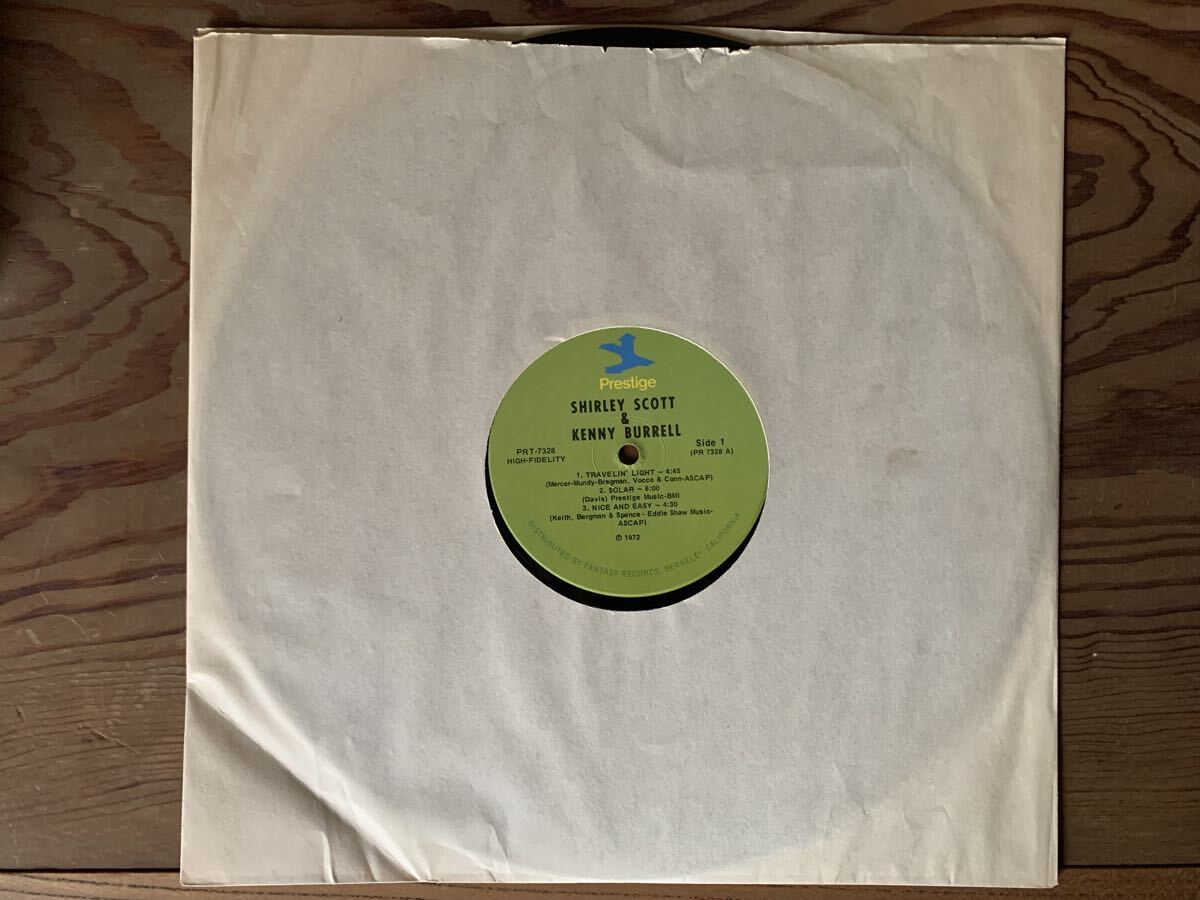 Prestige
SHIRLEY SCOTT
&
KENNY BURRELL
PRT-7328
HIGH-FIDELITY
Side 1
(PR 7328 A)
1. TRAVELIN' LIGHT – 4:45
(Mercer-Mundy-Bregman, Vocco & Conn-ASCAP)
2. SOLAR – 6:00
(Davis) Prestige Music-BMI
3. NICE AND EASY – 4:30
(Keith, Bergman & Spence - Eddie Shaw Music-
ASCAP)
℗ 1972
DISTRIBUTED BY FANTASY RECORDS, BERKELEY, CALIFORNIA